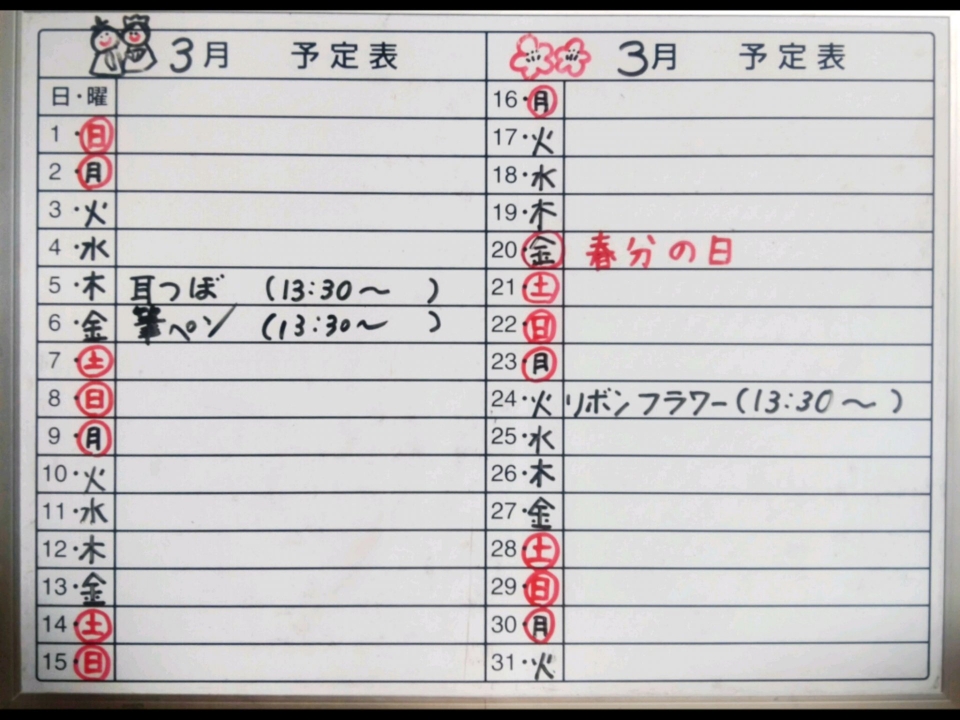 3月 予定表
日・曜
1・日
2・月
3・火
4・水
5・木 耳つぼ (13:30〜 )
6・金 筆ペン (13:30〜 )
7・土
8・日
9・月
10・火
11・水
12・木
13・金
14・土
15・日
3月 予定表
16・月
17・火
18・水
19・木
20・金 春分の日
21・土
22・日
23・月
24・火 リボンフラワー(13:30〜 )
25・水
26・木
27・金
28・土
29・日
30・月
31・火